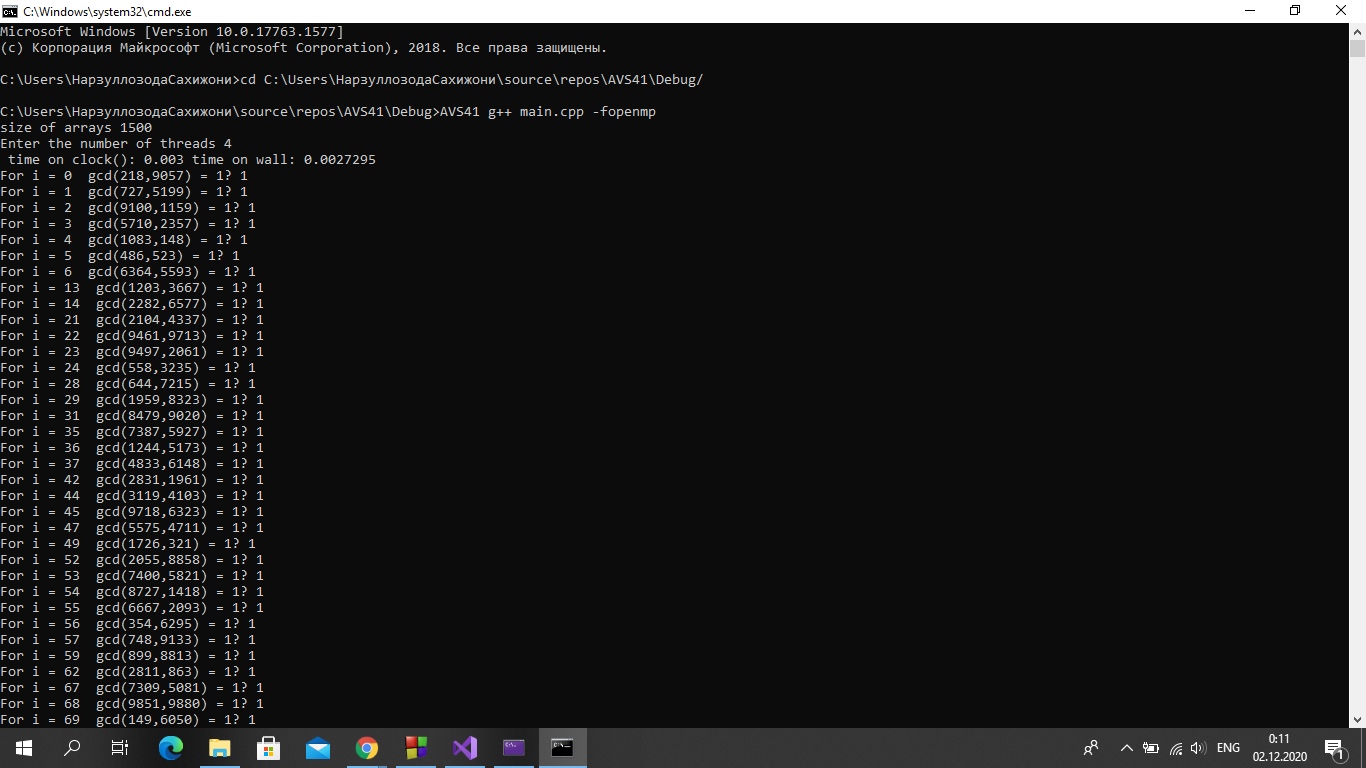 C:\Windows\system32\cmd.exe
Microsoft Windows [Version 10.0.17763.1577]
(c) Корпорация Майкрософт (Microsoft Corporation), 2018. Все права защищены.
C:\Users\НарзуллозодаСахижони>cd C:\Users\НарзуллозодаСахижони\source\repos\AVS41\Debug/
C:\Users\НарзуллозодаСахижони\source\repos\AVS41\Debug>AVS41 g++ main.cpp -fopenmp
size of arrays 1500
Enter the number of threads 4
 time on clock(): 0.003 time on wall: 0.0027295
For i = 0  gcd(218,9057) = 1? 1
For i = 1  gcd(727,5199) = 1? 1
For i = 2  gcd(9100,1159) = 1? 1
For i = 3  gcd(5710,2357) = 1? 1
For i = 4  gcd(1083,148) = 1? 1
For i = 5  gcd(486,523) = 1? 1
For i = 6  gcd(6364,5593) = 1? 1
For i = 13  gcd(1203,3667) = 1? 1
For i = 14  gcd(2282,6577) = 1? 1
For i = 21  gcd(2104,4337) = 1? 1
For i = 22  gcd(9461,9713) = 1? 1
For i = 23  gcd(9497,2061) = 1? 1
For i = 24  gcd(558,3235) = 1? 1
For i = 28  gcd(644,7215) = 1? 1
For i = 29  gcd(1959,8323) = 1? 1
For i = 31  gcd(8479,9020) = 1? 1
For i = 35  gcd(7387,5927) = 1? 1
For i = 36  gcd(1244,5173) = 1? 1
For i = 37  gcd(4833,6148) = 1? 1
For i = 42  gcd(2831,1961) = 1? 1
For i = 44  gcd(3119,4103) = 1? 1
For i = 45  gcd(9718,6323) = 1? 1
For i = 47  gcd(5575,4711) = 1? 1
For i = 49  gcd(1726,321) = 1? 1
For i = 52  gcd(2055,8858) = 1? 1
For i = 53  gcd(7400,5821) = 1? 1
For i = 54  gcd(8727,1418) = 1? 1
For i = 55  gcd(6667,2093) = 1? 1
For i = 56  gcd(354,6295) = 1? 1
For i = 57  gcd(748,9133) = 1? 1
For i = 59  gcd(899,8813) = 1? 1
For i = 62  gcd(2811,863) = 1? 1
For i = 67  gcd(7309,5081) = 1? 1
For i = 68  gcd(9851,9880) = 1? 1
For i = 69  gcd(149,6050) = 1? 1
ENG
0:11
02.12.2020
1